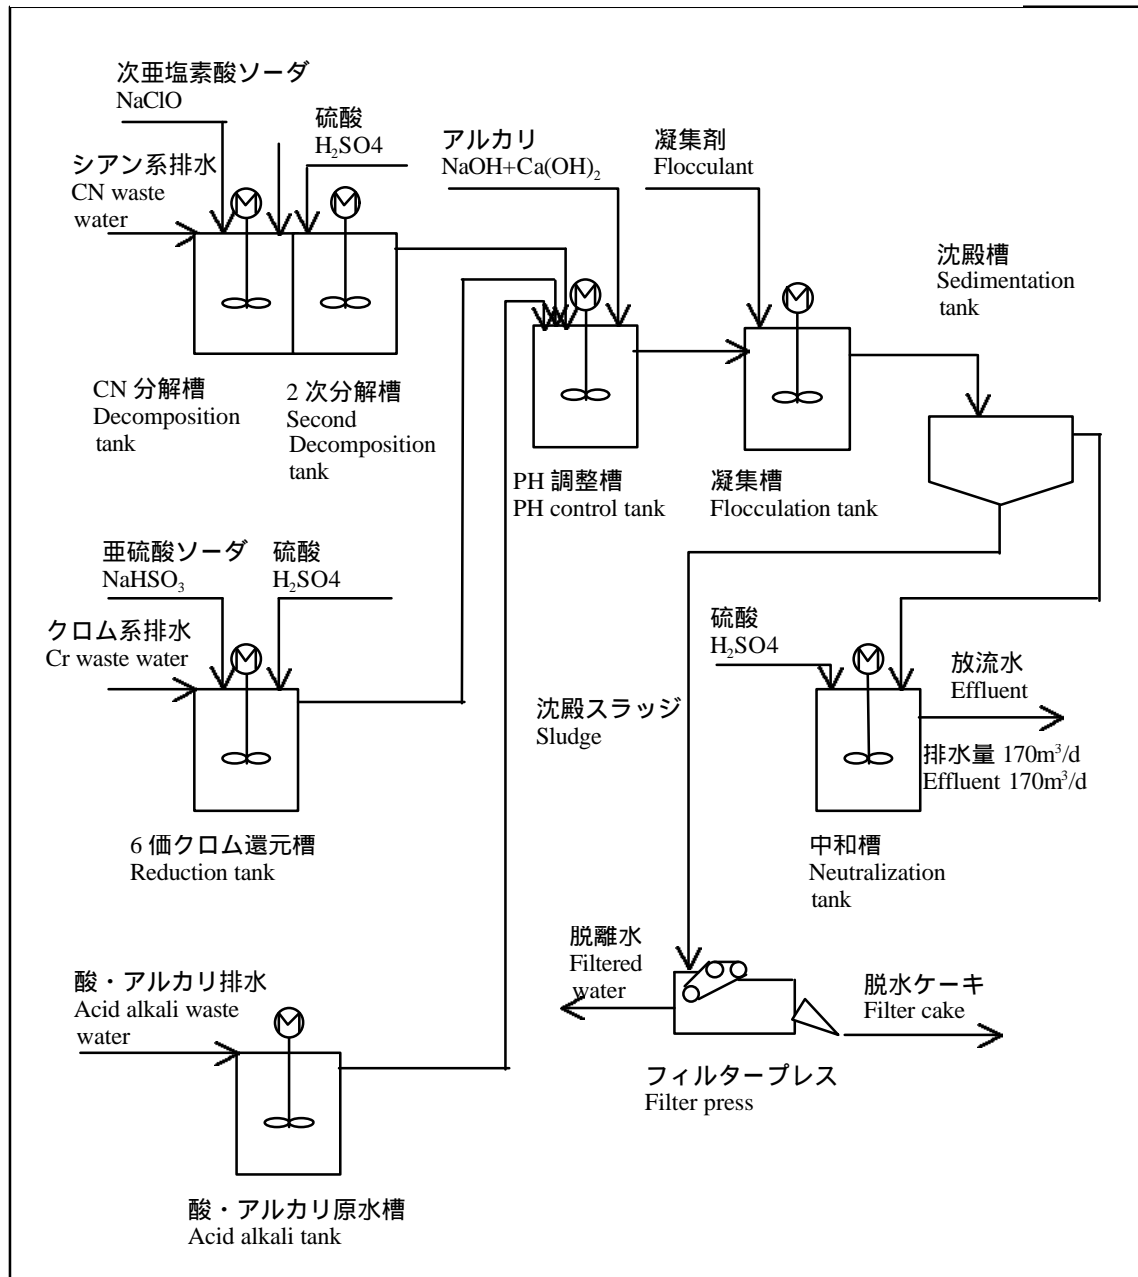 次亜塩素酸ソーダ
NaClO
硫酸
H₂SO4
アルカリ
NaOH+Ca(OH)₂
凝集剤
Flocculant
シアン系排水
CN waste
water
M
M
沈殿槽
Sedimentation
tank
M
M
CN 分解槽
Decomposition
tank
2 次分解槽
Second
Decomposition
tank
PH 調整槽
PH control tank
凝集槽
Flocculation tank
亜硫酸ソーダ
NaHSO₃
硫酸
H₂SO4
クロム系排水
Cr waste water
M
硫酸
H₂SO4
M
放流水
Effluent
排水量 170m³/d
Effluent 170m³/d
沈殿スラッジ
Sludge
6 価クロム還元槽
Reduction tank
中和槽
Neutralization
tank
脱離水
Filtered
water
脱水ケーキ
Filter cake
フィルタープレス
Filter press
酸・アルカリ排水
Acid alkali waste
water
M
酸・アルカリ原水槽
Acid alkali tank